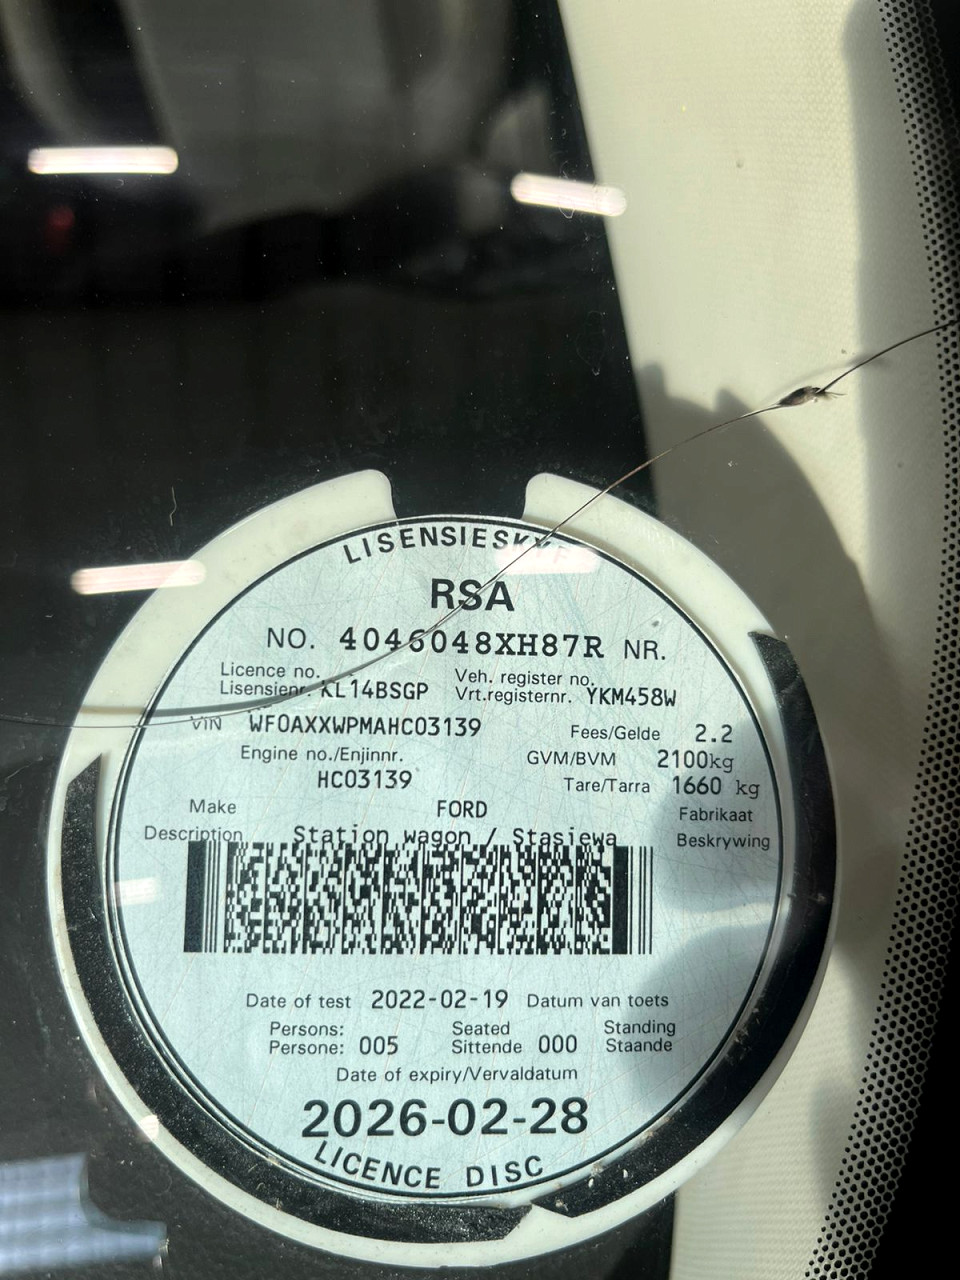 LISENSIESKYF
RSA
NO. 4046048XH87R NR.
Licence no. Veh. register no.
Lisensienr. KL14BSGP Vrt.registernr. YKM458W
VIN WF0AXXWPMAHC03139 Fees/Gelde 2.2
Engine no./Enjinnr. GVM/BVM 2100kg
HC03139 Tare/Tarra 1660 kg
Make FORD Fabrikaat
Description Station wagon / Stasiewa Beskrywing
Date of test 2022-02-19 Datum van toets
Persons: Seated Standing
Persone: 005 Sittende 000 Staande
Date of expiry/Vervaldatum
2026-02-28
LICENCE DISC